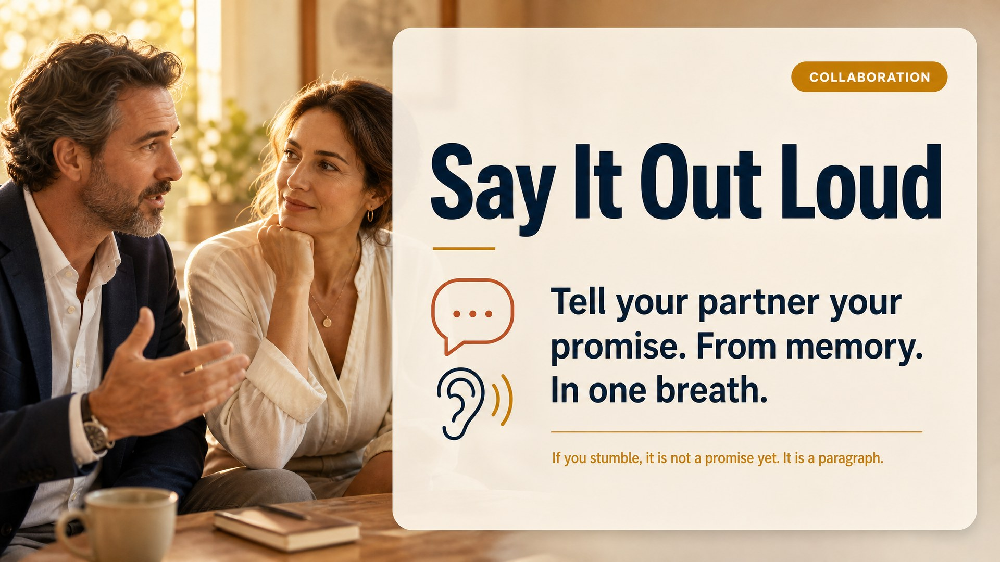 COLLABORATION
Say It Out Loud
Tell your partner your
promise. From memory.
In one breath.
If you stumble, it is not a promise yet. It is a paragraph.